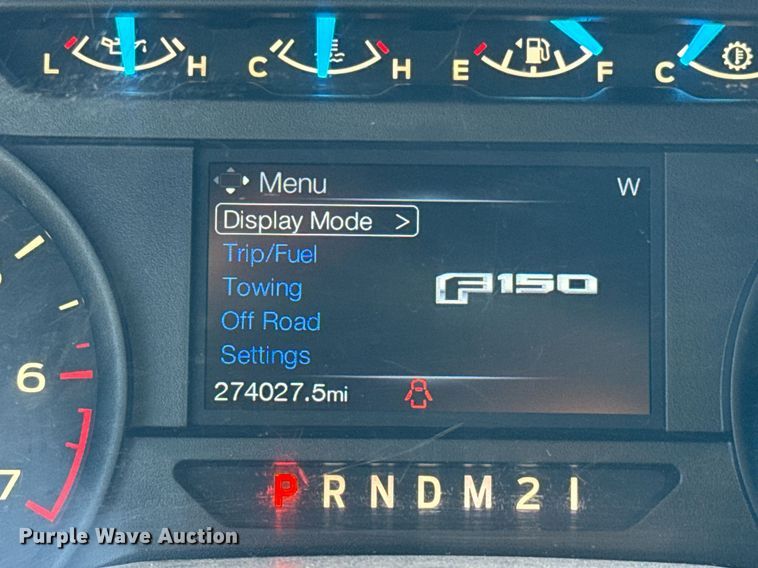 L H C H E F C
Menu W
Display Mode >
Trip/Fuel
Towing
F150
Off Road
Settings
6
274027.5mi
7
P R N D M 2 1
Purple Wave Auction